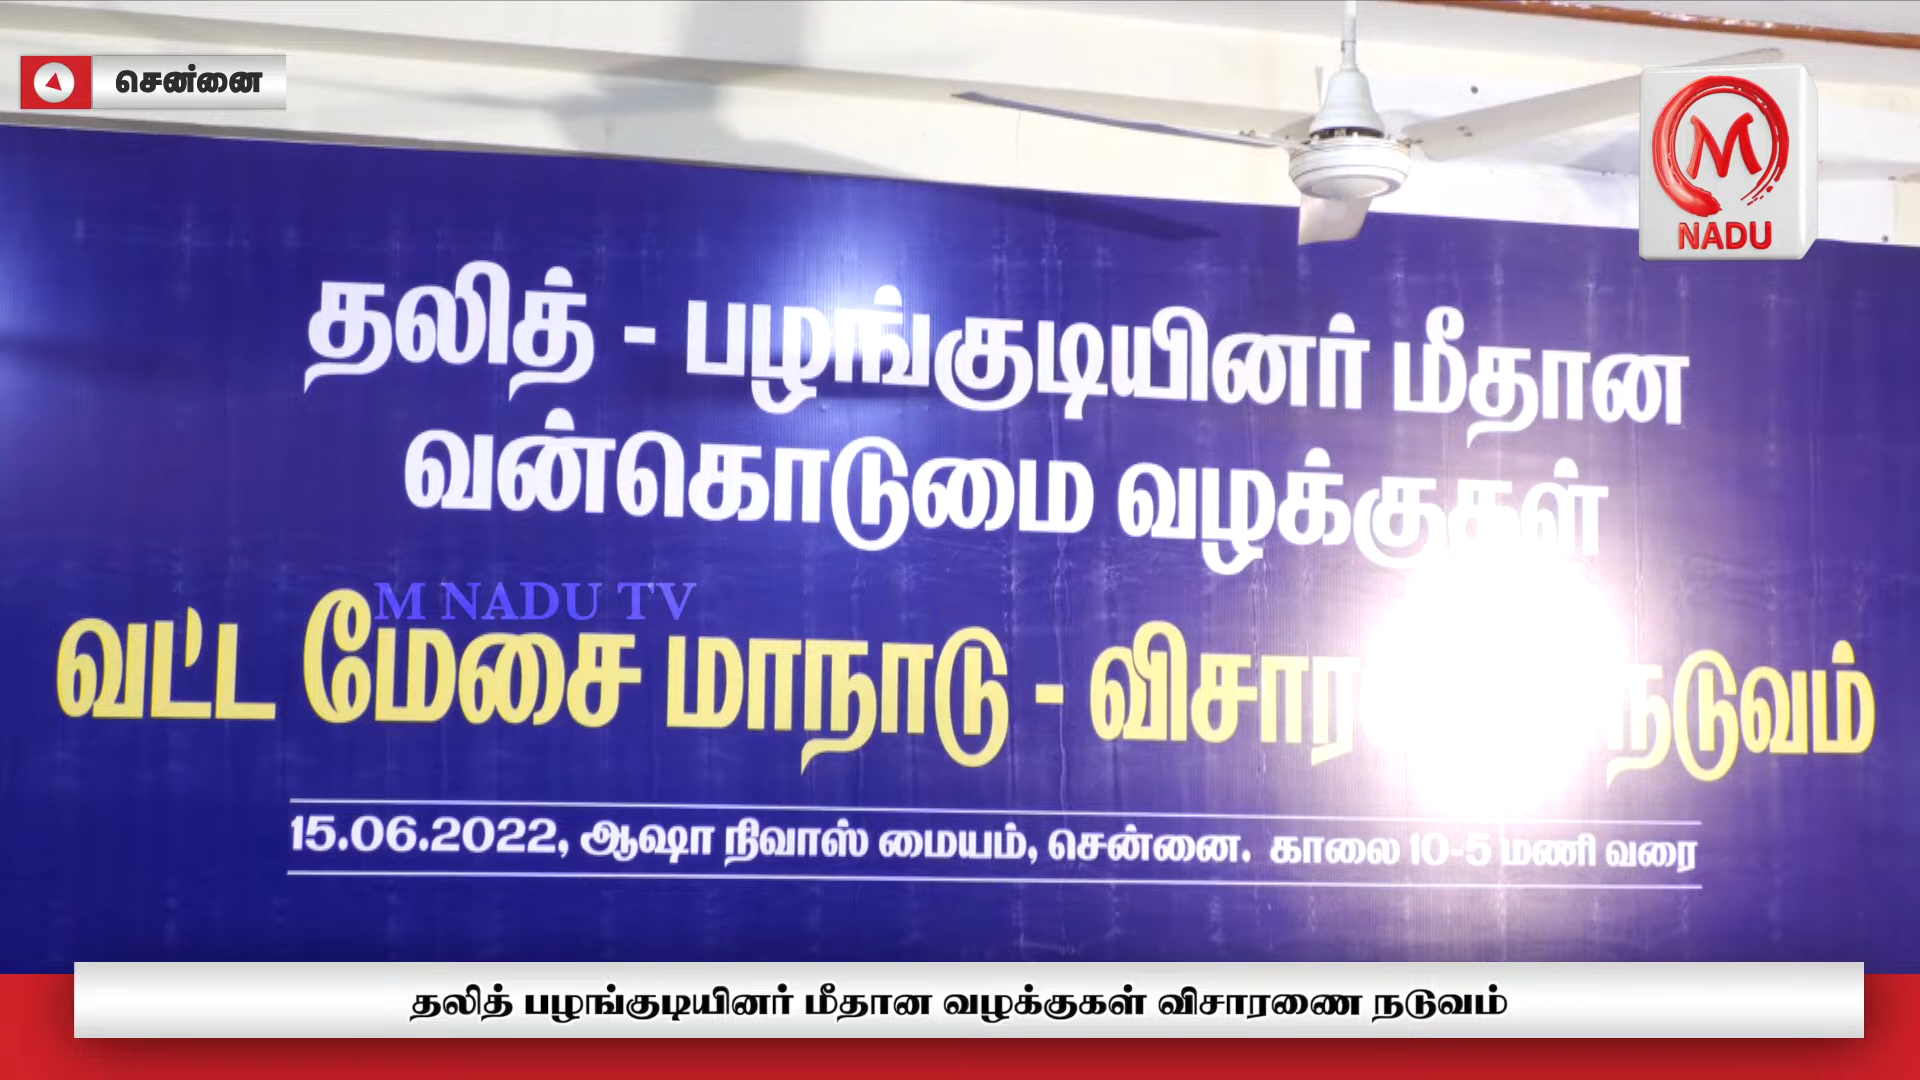 சென்னை
M
NADU
தலித் - பழங்குடியினர் மீதான
வன்கொடுமை வழக்குகள்
M NADU TV
வட்ட மேசை மாநாடு - நடுவம்
15.06.2022, ஆஷா நிவாஸ் மையம், சென்னை. காலை 10-5 மணி வரை
தலித் பழங்குடியினர் மீதான வழக்குகள் விசாரணை நடுவம்